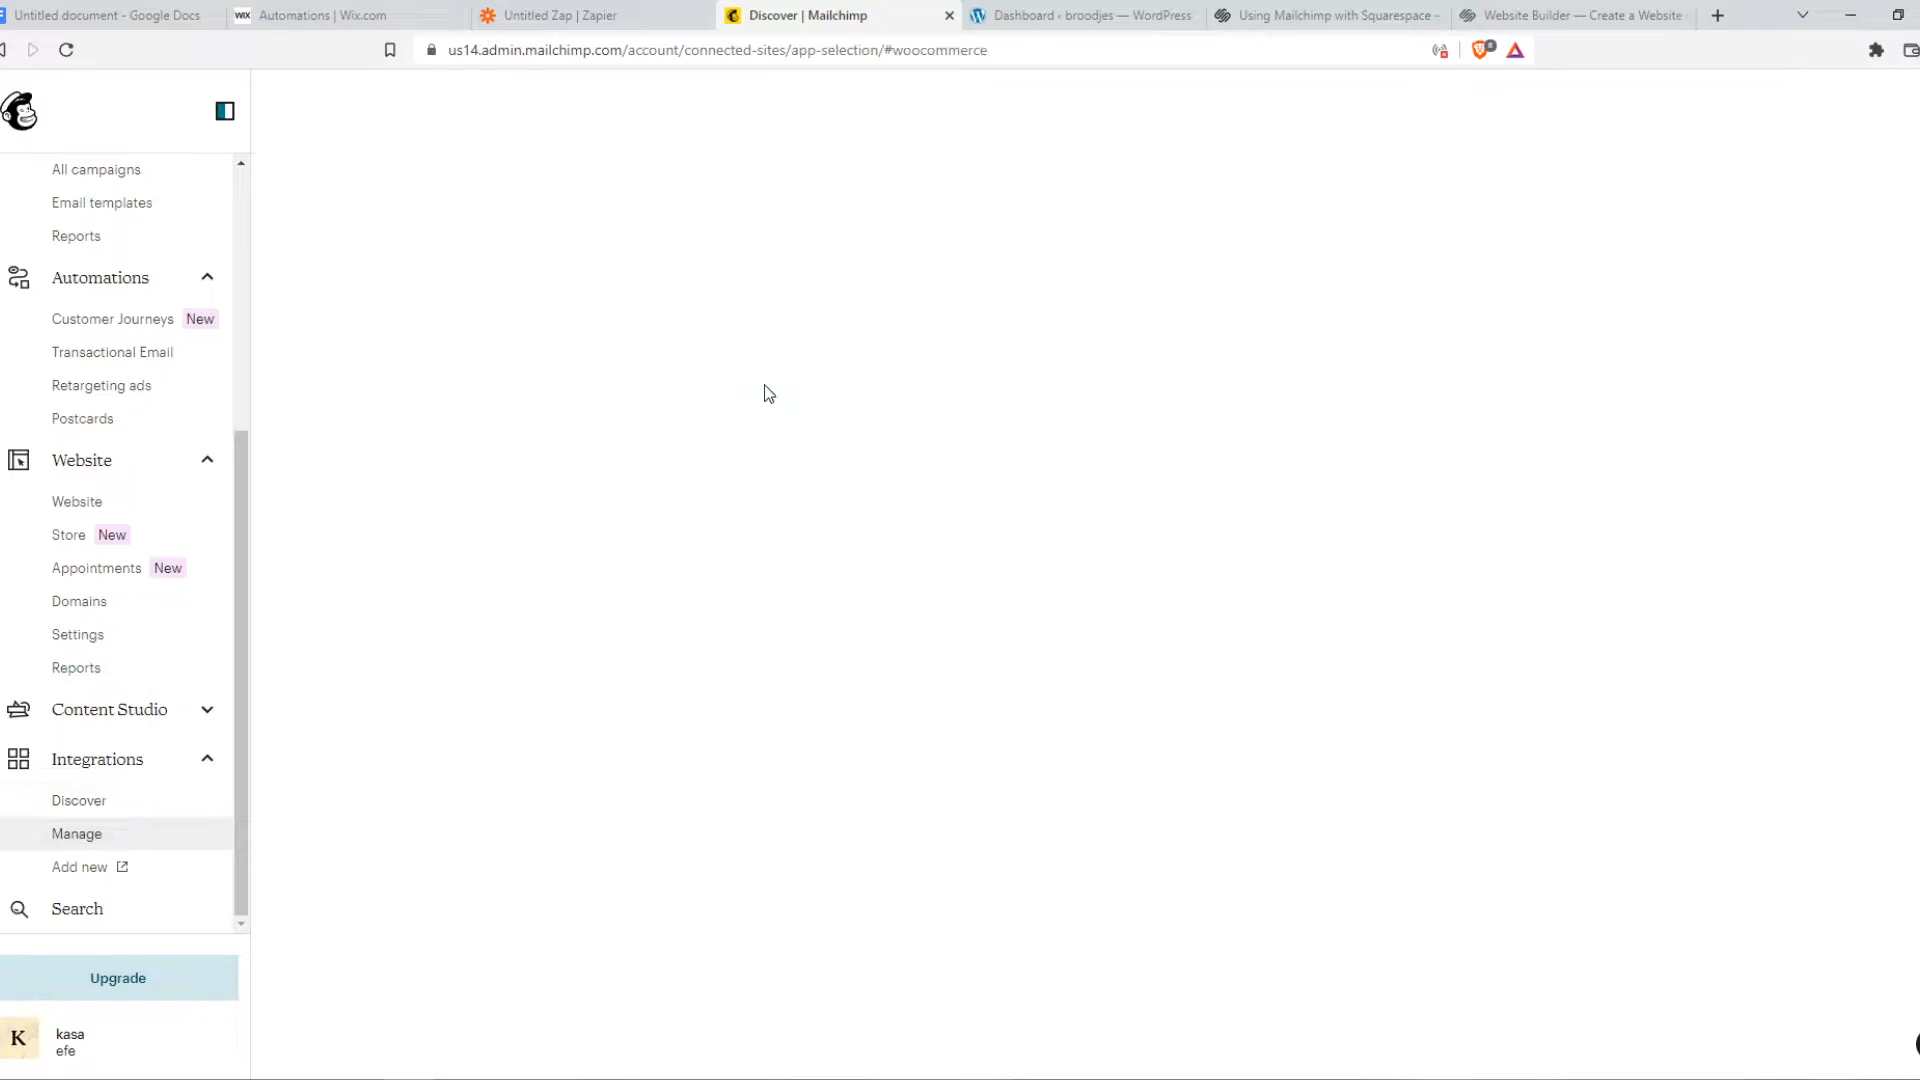 Untitled document - Google Docs
WIX Automations | Wix.com
Untitled Zap | Zapier
Discover | Mailchimp
Dashboard ‹ broodjes — WordPress
Using Mailchimp with Squarespace –
Website Builder — Create a Website
us14.admin.mailchimp.com/account/connected-sites/app-selection/#woocommerce
8
All campaigns
Email templates
Reports
Automations
Customer Journeys New
Transactional Email
Retargeting ads
Postcards
Website
Website
Store New
Appointments New
Domains
Settings
Reports
Content Studio
Integrations
Discover
Manage
Add new
Search
Upgrade
K
kasa
efe